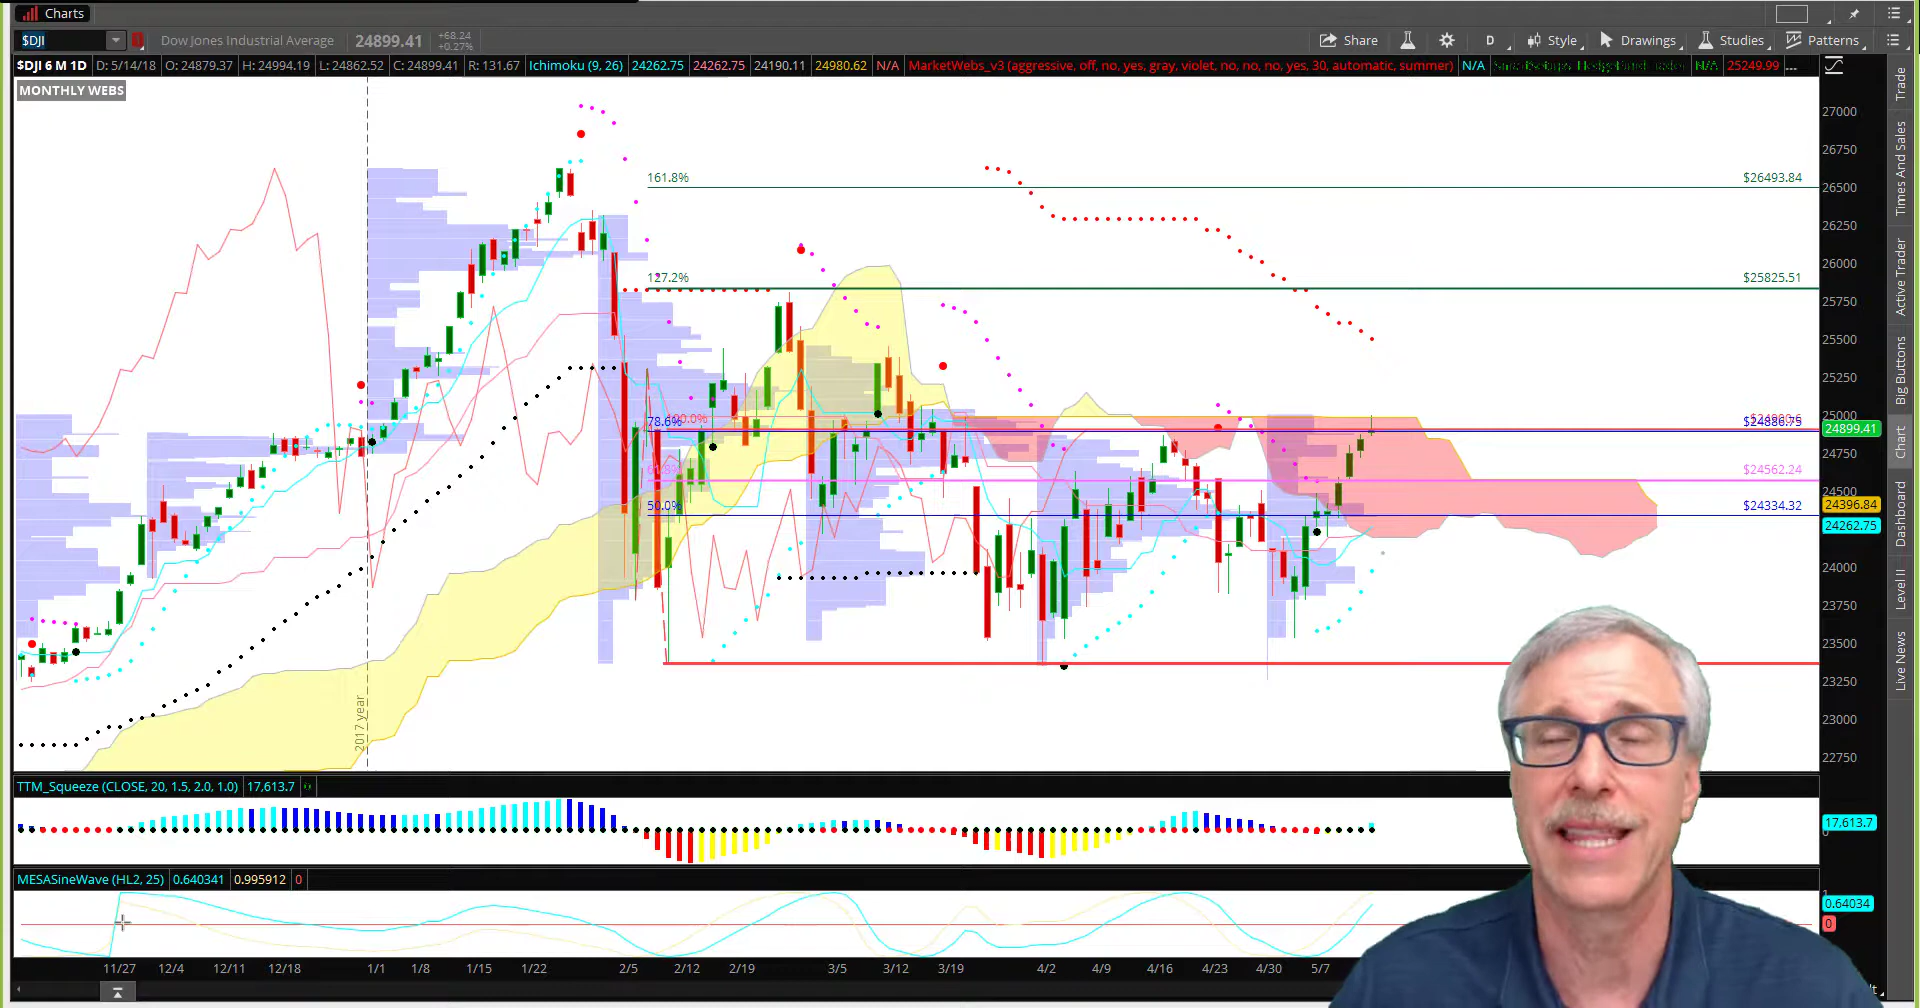 Charts
$DJI Dow Jones Industrial Average 24899.41 +68.24 +0.27% Share D Style Drawings Studies Patterns
$DJI 6 M 1D D: 5/14/18 O: 24879.37 H: 24994.19 L: 24862.52 C: 24899.41 R: 131.67 Ichimoku (9, 26) 24262.75 24262.75 24190.11 24980.62 N/A MarketWebs_v3 (aggressive, off, no, yes, gray, violet, no, no, no, yes, 30, automatic, summer) N/A N/A 25249.99 ...
MONTHLY WEBS
161.8% $26493.84
127.2% $25825.51
78.6% $24886.75
$24562.24
50.0% $24334.32
2017 year
27000
26750
26500
26250
26000
25750
25500
25250
25000
24899.41
24750
24500
24396.84
24262.75
24000
23750
23500
23250
23000
22750
TTM_Squeeze (CLOSE, 20, 1.5, 2.0, 1.0) 17,613.7
17,613.7
0
MESASineWave (HL2, 25) 0.640341 0.995912 0
1
0.64034
0
11/27 12/4 12/11 12/18 1/1 1/8 1/15 1/22 2/5 2/12 2/19 3/5 3/12 3/19 4/2 4/9 4/16 4/23 4/30 5/7
Trade
Times And Sales
Active Trader
Big Buttons
Chart
Dashboard
Level II
Live News